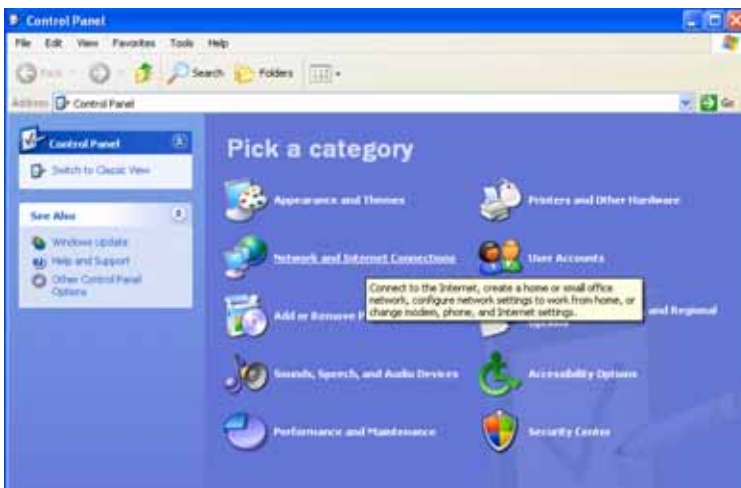 Control Panel
File Edit View Favorites Tools Help
Back Search Folders
Address Control Panel Go
Control Panel
Switch to Classic View
See Also
Windows Update
Help and Support
Other Control Panel
Options
Pick a category
Appearance and Themes
Printers and Other Hardware
Network and Internet Connections
User Accounts
Connect to the Internet, create a home or small office
network, configure network settings to work from home, or
change modem, phone, and Internet settings.
Add or Remove
and Regional
Options
Sounds, Speech, and Audio Devices
Accessibility Options
Performance and Maintenance
Security Center